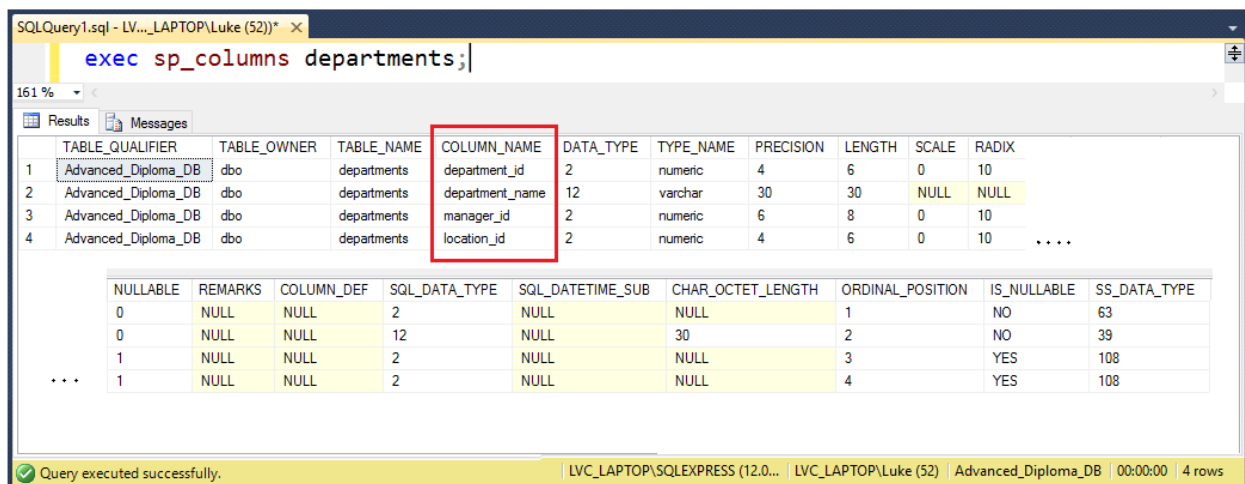 SQLQuery1.sql - LV..._LAPTOP\Luke (52))* ×
exec sp_columns departments;
161 %
Results Messages
TABLE_QUALIFIER TABLE_OWNER TABLE_NAME COLUMN_NAME DATA_TYPE TYPE_NAME PRECISION LENGTH SCALE RADIX
1 Advanced_Diploma_DB dbo departments department_id 2 numeric 4 6 0 10
2 Advanced_Diploma_DB dbo departments department_name 12 varchar 30 30 NULL NULL
3 Advanced_Diploma_DB dbo departments manager_id 2 numeric 6 8 0 10
4 Advanced_Diploma_DB dbo departments location_id 2 numeric 4 6 0 10 ....
NULLABLE REMARKS COLUMN_DEF SQL_DATA_TYPE SQL_DATETIME_SUB CHAR_OCTET_LENGTH ORDINAL_POSITION IS_NULLABLE SS_DATA_TYPE
0 NULL NULL 2 NULL NULL 1 NO 63
0 NULL NULL 12 NULL 30 2 NO 39
1 NULL NULL 2 NULL NULL 3 YES 108
... 1 NULL NULL 2 NULL NULL 4 YES 108
Query executed successfully. LVC_LAPTOP\SQLEXPRESS (12.0... LVC_LAPTOP\Luke (52) Advanced_Diploma_DB 00:00:00 4 rows